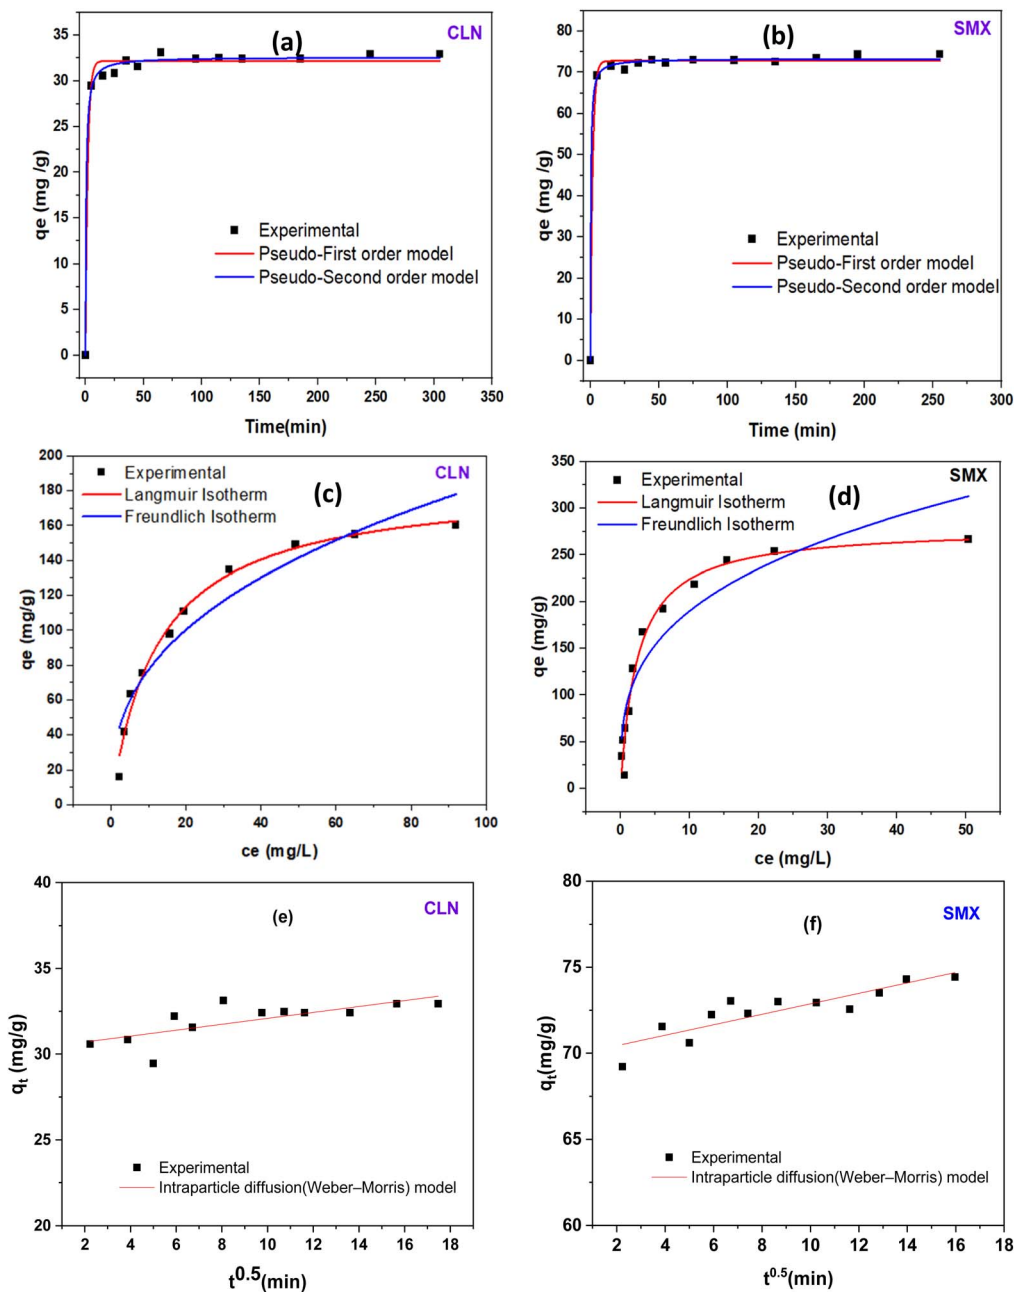 (a)
CLN
35
30
25
20
15
10
5
0
qe (mg /g)
Experimental
Pseudo-First order model
Pseudo-Second order model
0 50 100 150 200 250 300 350
Time(min)
(b)
SMX
80
70
60
50
40
30
20
10
0
qe (mg/g)
Experimental
Pseudo-First order model
Pseudo-Second order model
0 50 100 150 200 250 300
Time (min)
(c)
CLN
Experimental
Langmuir Isotherm
Freundlich Isotherm
200
180
160
140
120
100
80
60
40
20
0
qe (mg/g)
0 20 40 60 80 100
ce (mg/L)
(d)
SMX
Experimental
Langmuir Isotherm
Freundlich Isotherm
350
300
250
200
150
100
50
0
qe (mg/g)
0 10 20 30 40 50
ce (mg/L)
(e)
CLN
40
35
30
25
20
qt (mg/g)
Experimental
Intraparticle diffusion(Weber–Morris) model
2 4 6 8 10 12 14 16 18
t0.5(min)
(f)
SMX
80
75
70
65
60
qt(mg/g)
Experimental
Intraparticle diffusion(Weber–Morris) model
2 4 6 8 10 12 14 16 18
t0.5(min)